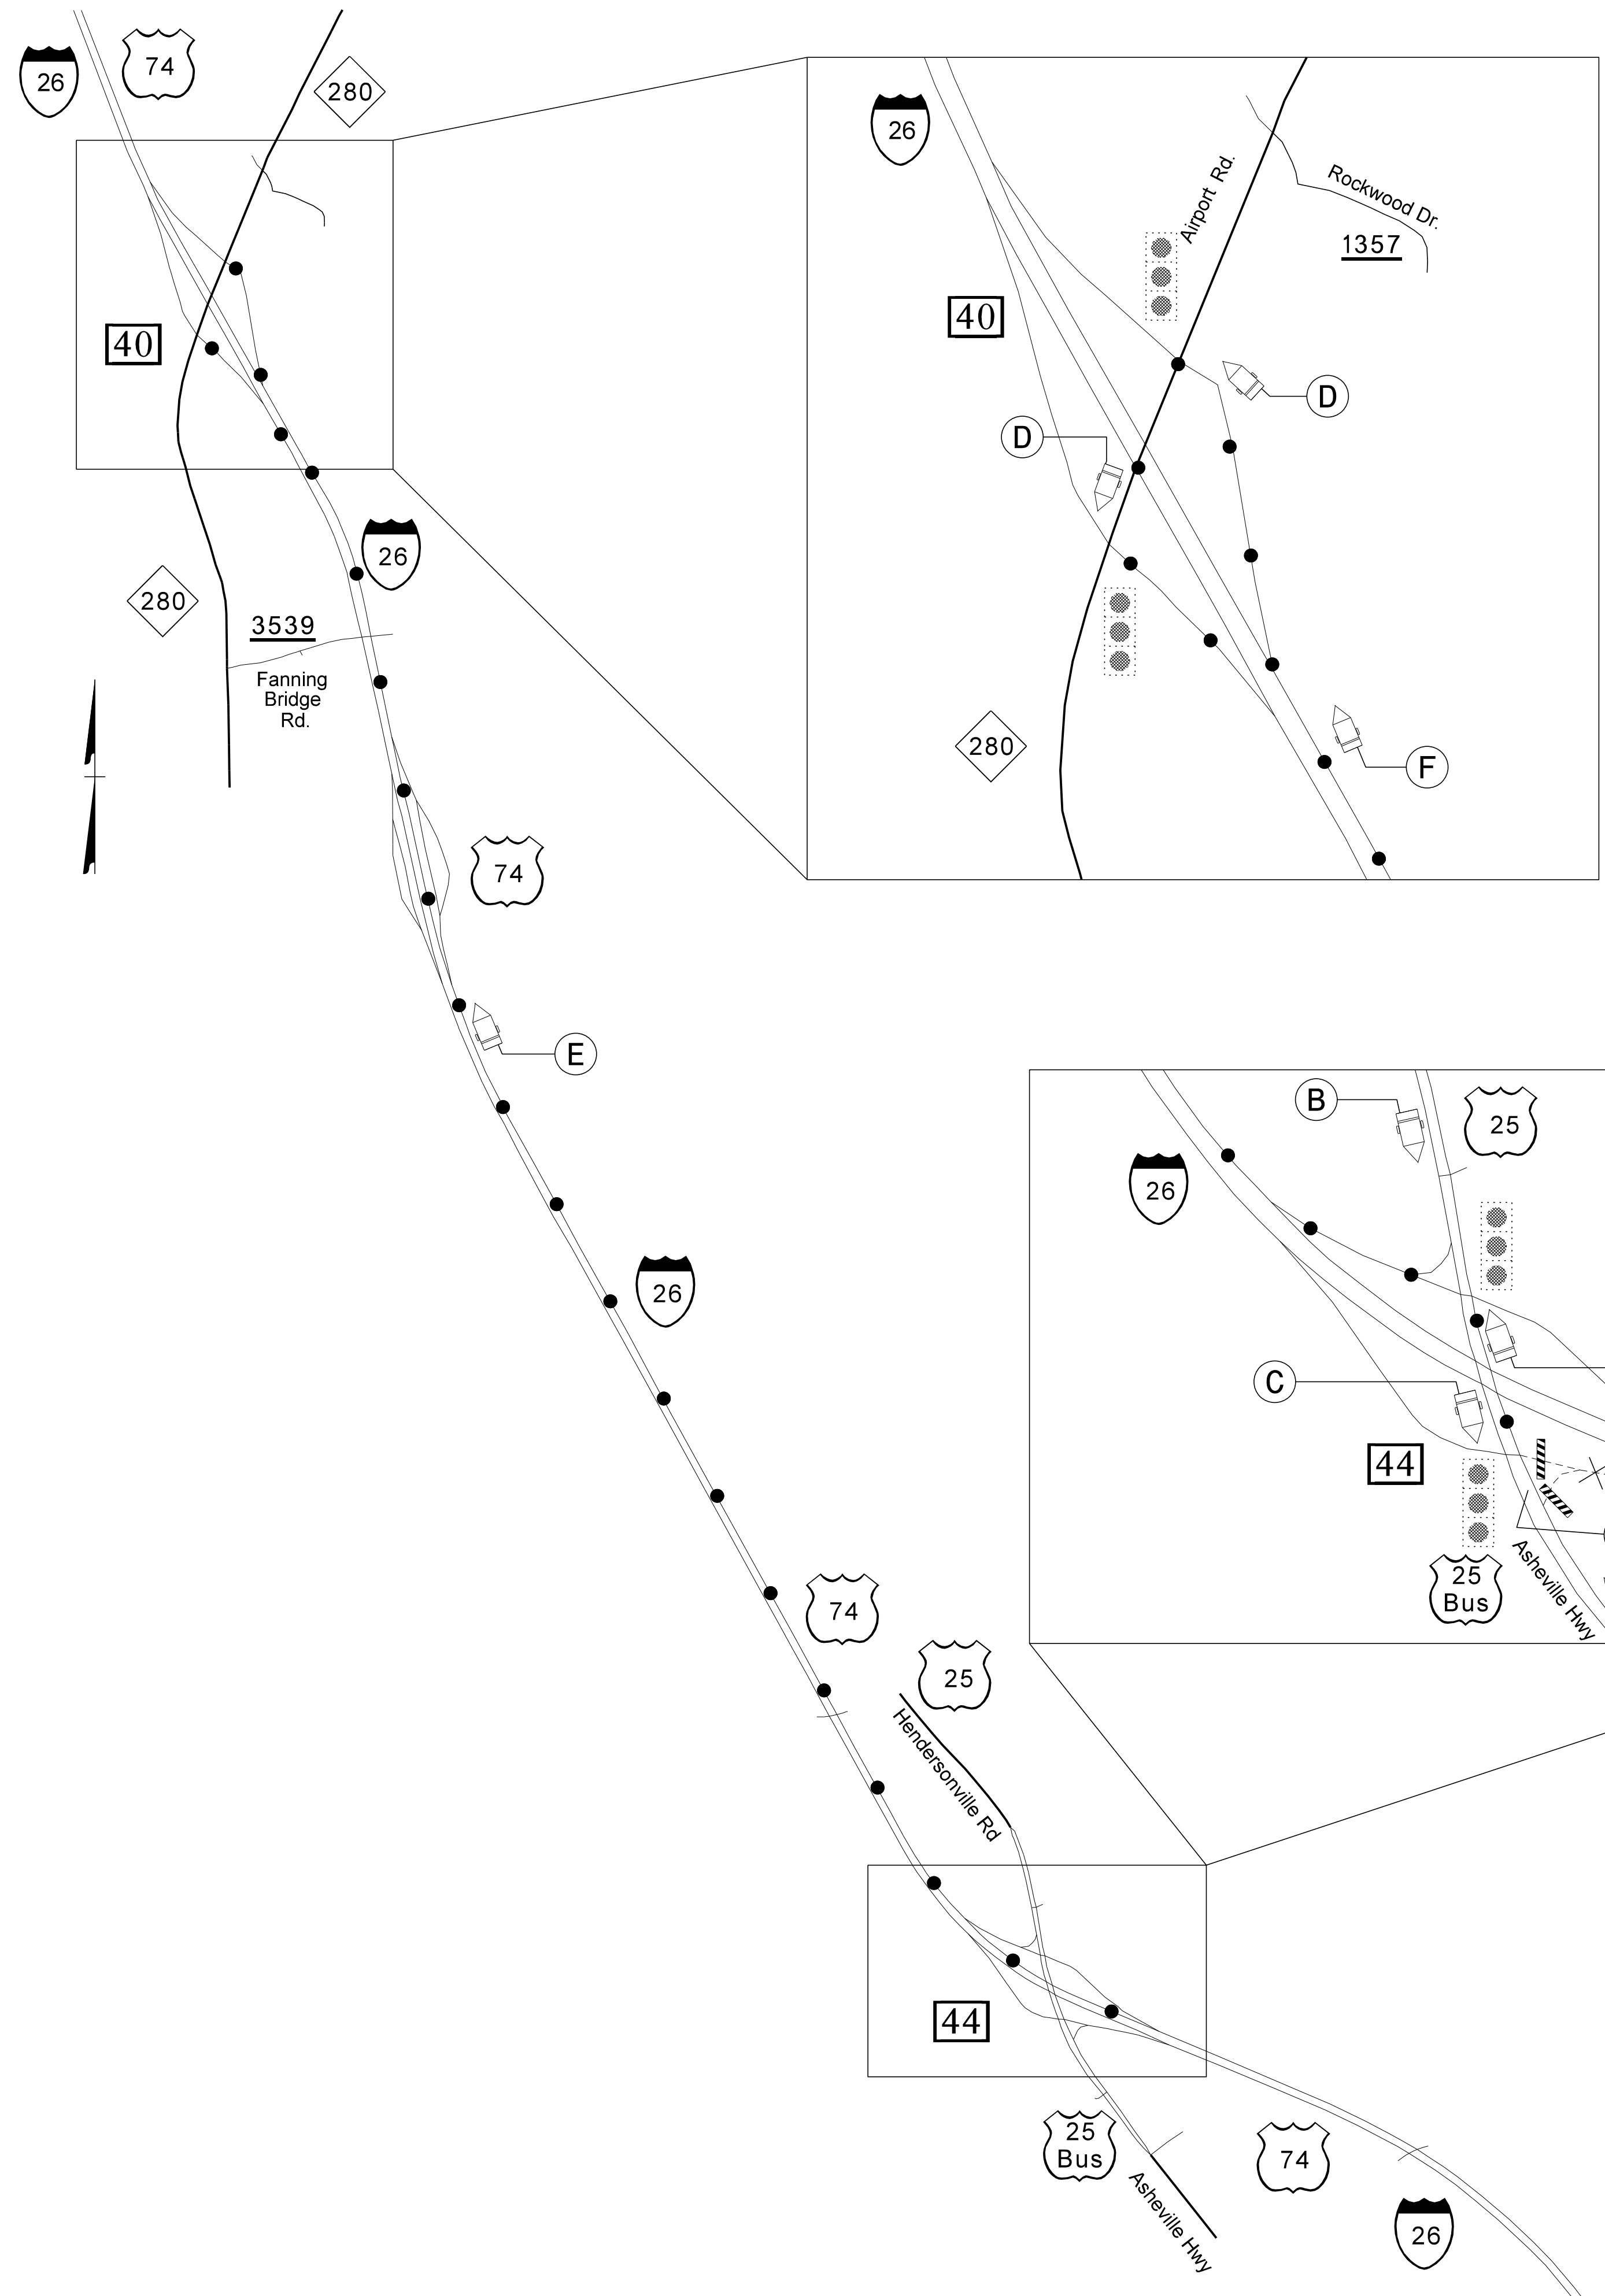 26
74
280
26
Airport Rd.
Rockwood Dr.
1357
40
40
D
D
26
280
3539
Fanning
Bridge
Rd.
280
F
74
E
B
25
26
26
C
44
25
Bus
Asheville Hwy
74
25
Hendersonville Rd
44
25
Bus
74
Asheville Hwy
26